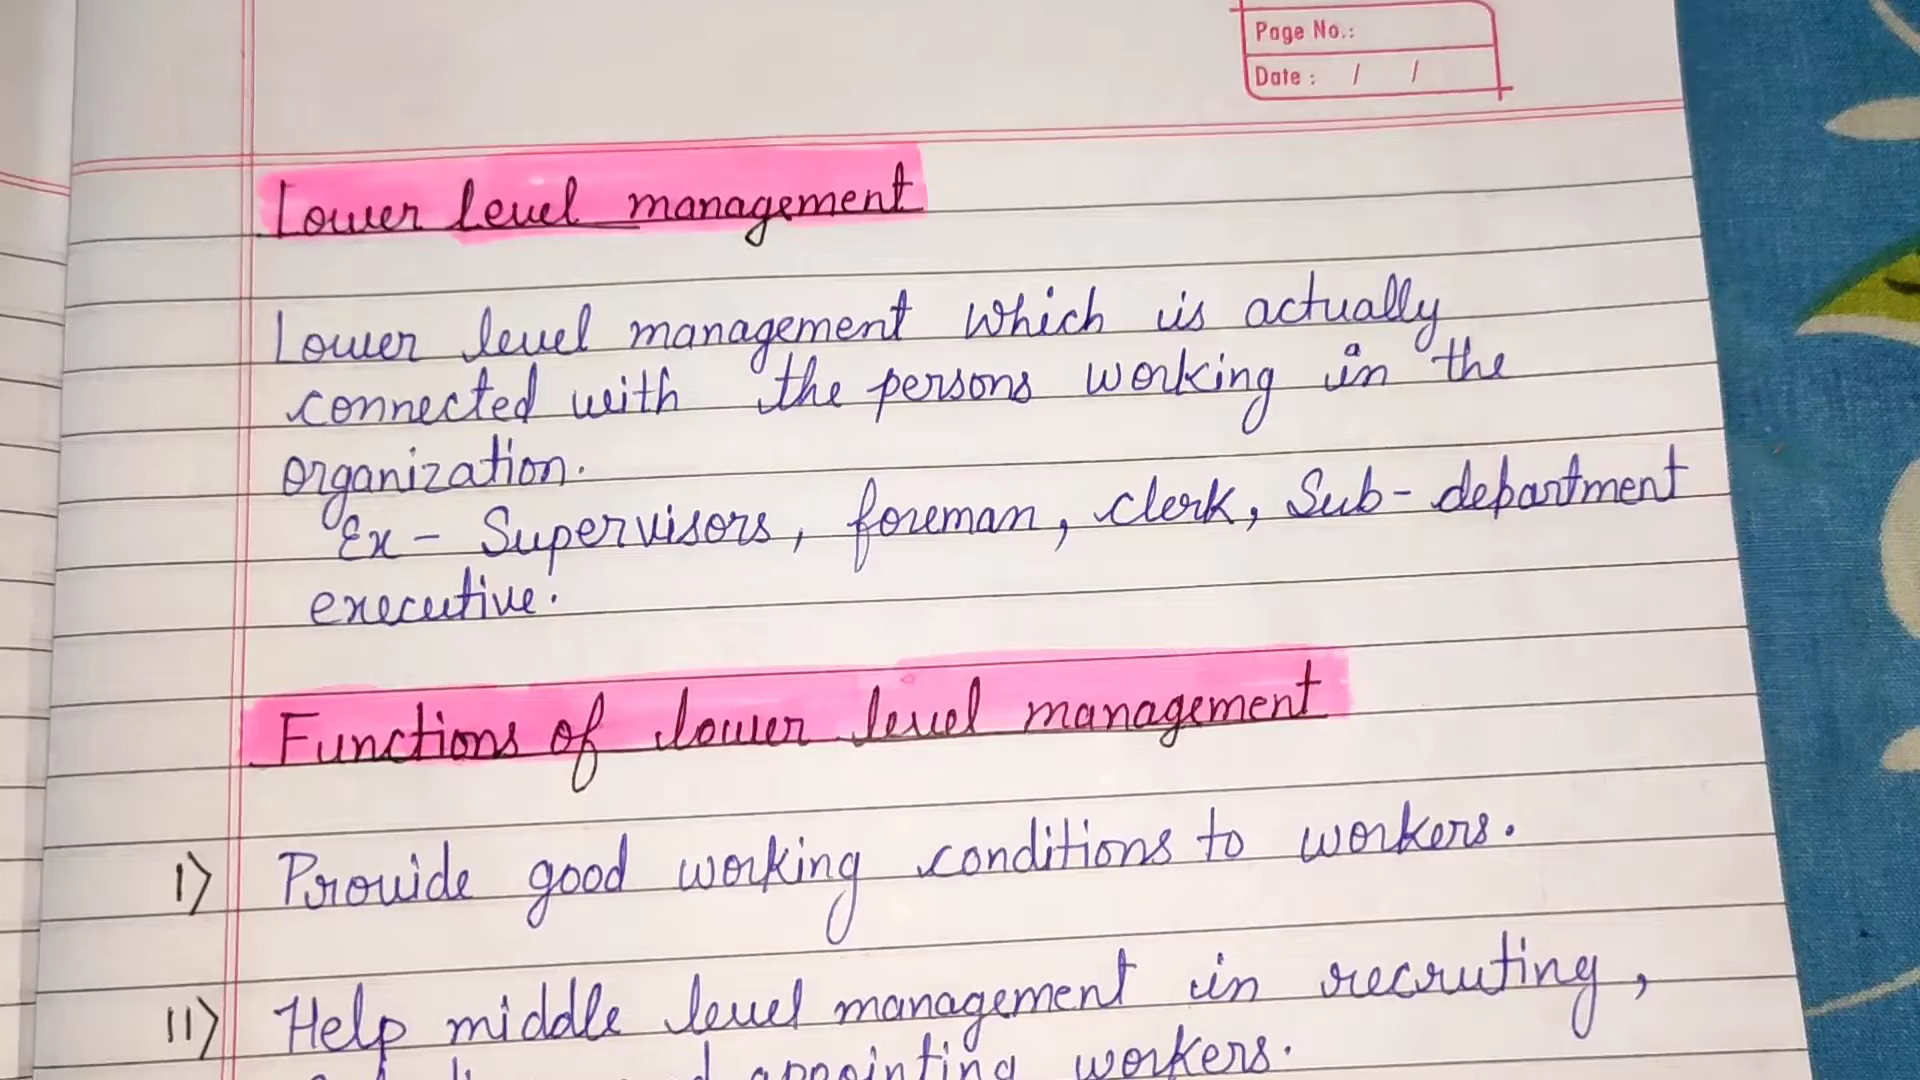 Page No.:
Date : / /
Lower level management
Lower level management which is actually
connected with the persons working in the
organization.
Ex - Supervisors, foreman, clerk, Sub-department
executive.
Functions of lower level management
I) Provide good working conditions to workers.
II) Help middle level management in recruting,
appointing workers.